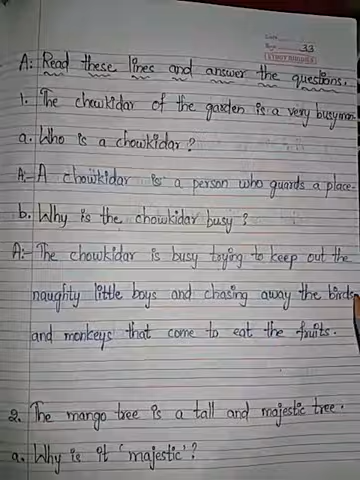 Page 33
A: Read these lines and answer the questions.
1. The chowkidar of the garden is a very busy man
a. Who is a chowkidar?
A:- A chowkidar is a person who guards a place.
b. Why is the chowkidar busy?
A:- The chowkidar is busy trying to keep out the
naughty little boys and chasing away the birds
and monkeys that come to eat the fruits.
2. The mango tree is a tall and majestic tree.
a. Why is it 'majestic'?